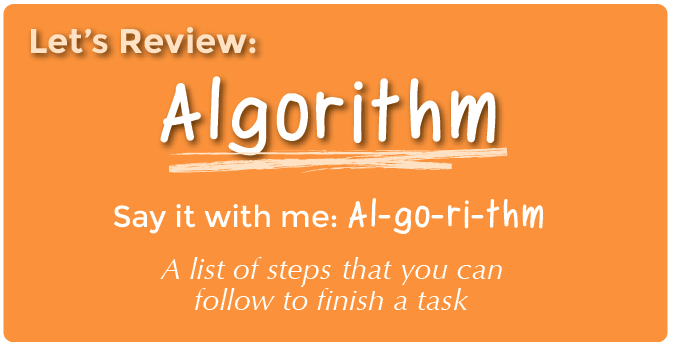 Let's Review:
Algorithm
Say it with me: Al-go-ri-thm
A list of steps that you can
follow to finish a task